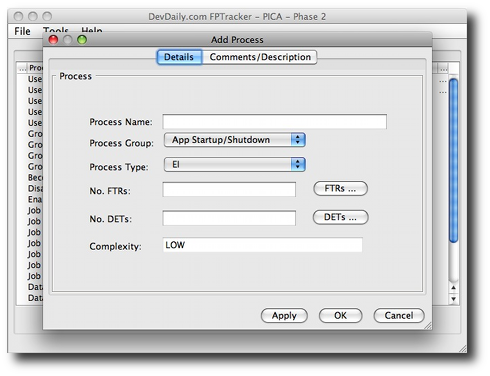 DevDaily.com FPTracker - PICA - Phase 2
File Tools Help
Add Process
Details Comments/Description
Process
Process Name:
Process Group: App Startup/Shutdown
Process Type: EI
No. FTRs: FTRs ...
No. DETs: DETs ...
Complexity: LOW
Apply OK Cancel
... Pro ...
Use ...
Use ...
Use
Use
Use
Gro
Gro
Gro
Gro
Beco
Disa
Ena
Job
Job
Job
Job
Job
Job
Data
Data